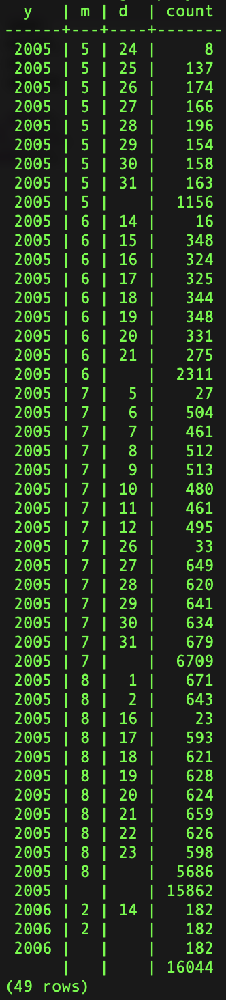 y   | m | d  | count
------+---+----+-------
 2005 | 5 | 24 |     8
 2005 | 5 | 25 |   137
 2005 | 5 | 26 |   174
 2005 | 5 | 27 |   166
 2005 | 5 | 28 |   196
 2005 | 5 | 29 |   154
 2005 | 5 | 30 |   158
 2005 | 5 | 31 |   163
 2005 | 5 |    |  1156
 2005 | 6 | 14 |    16
 2005 | 6 | 15 |   348
 2005 | 6 | 16 |   324
 2005 | 6 | 17 |   325
 2005 | 6 | 18 |   344
 2005 | 6 | 19 |   348
 2005 | 6 | 20 |   331
 2005 | 6 | 21 |   275
 2005 | 6 |    |  2311
 2005 | 7 |  5 |    27
 2005 | 7 |  6 |   504
 2005 | 7 |  7 |   461
 2005 | 7 |  8 |   512
 2005 | 7 |  9 |   513
 2005 | 7 | 10 |   480
 2005 | 7 | 11 |   461
 2005 | 7 | 12 |   495
 2005 | 7 | 26 |    33
 2005 | 7 | 27 |   649
 2005 | 7 | 28 |   620
 2005 | 7 | 29 |   641
 2005 | 7 | 30 |   634
 2005 | 7 | 31 |   679
 2005 | 7 |    |  6709
 2005 | 8 |  1 |   671
 2005 | 8 |  2 |   643
 2005 | 8 | 16 |    23
 2005 | 8 | 17 |   593
 2005 | 8 | 18 |   621
 2005 | 8 | 19 |   628
 2005 | 8 | 20 |   624
 2005 | 8 | 21 |   659
 2005 | 8 | 22 |   626
 2005 | 8 | 23 |   598
 2005 | 8 |    |  5686
 2005 |   |    | 15862
 2006 | 2 | 14 |   182
 2006 | 2 |    |   182
 2006 |   |    |   182
      |   |    | 16044
(49 rows)